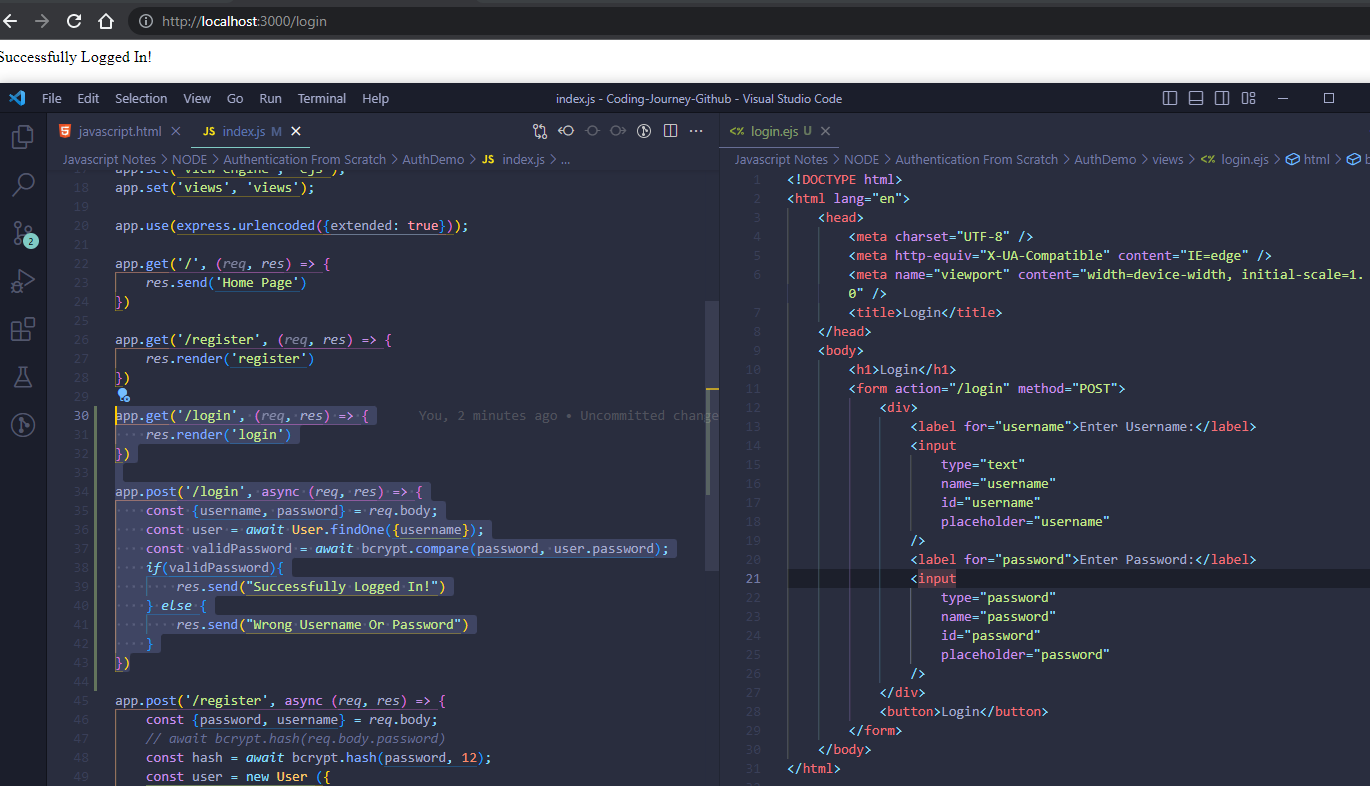 http://localhost:3000/login
Successfully Logged In!
File Edit Selection View Go Run Terminal Help
index.js - Coding-Journey-Github - Visual Studio Code
javascript.html
JS index.js M
<%> login.ejs U
Javascript Notes > NODE > Authentication From Scratch > AuthDemo > JS index.js > ...
Javascript Notes > NODE > Authentication From Scratch > AuthDemo > views > <%> login.ejs > html >
2
17 app.set('view engine', 'ejs');
18 app.set('views', 'views');
19
20 app.use(express.urlencoded({extended: true}));
21
22 app.get('/', (req, res) => {
23 res.send('Home Page')
24 })
25
26 app.get('/register', (req, res) => {
27 res.render('register')
28 })
29
30 app.get('/login', (req, res) => { You, 2 minutes ago • Uncommitted change
31 res.render('login')
32 })
33
34 app.post('/login', async (req, res) => {
35 const {username, password} = req.body;
36 const user = await User.findOne({username});
37 const validPassword = await bcrypt.compare(password, user.password);
38 if(validPassword){
39 res.send("Successfully Logged In!")
40 } else {
41 res.send("Wrong Username Or Password")
42 }
43 })
44
45 app.post('/register', async (req, res) => {
46 const {password, username} = req.body;
47 // await bcrypt.hash(req.body.password)
48 const hash = await bcrypt.hash(password, 12);
49 const user = new User ({
1 <!DOCTYPE html>
2 <html lang="en">
3 <head>
4 <meta charset="UTF-8" />
5 <meta http-equiv="X-UA-Compatible" content="IE=edge" />
6 <meta name="viewport" content="width=device-width, initial-scale=1.
0" />
7 <title>Login</title>
8 </head>
9 <body>
10 <h1>Login</h1>
11 <form action="/login" method="POST">
12 <div>
13 <label for="username">Enter Username:</label>
14 <input
15 type="text"
16 name="username"
17 id="username"
18 placeholder="username"
19 />
20 <label for="password">Enter Password:</label>
21 <input
22 type="password"
23 name="password"
24 id="password"
25 placeholder="password"
26 />
27 </div>
28 <button>Login</button>
29 </form>
30 </body>
31 </html>